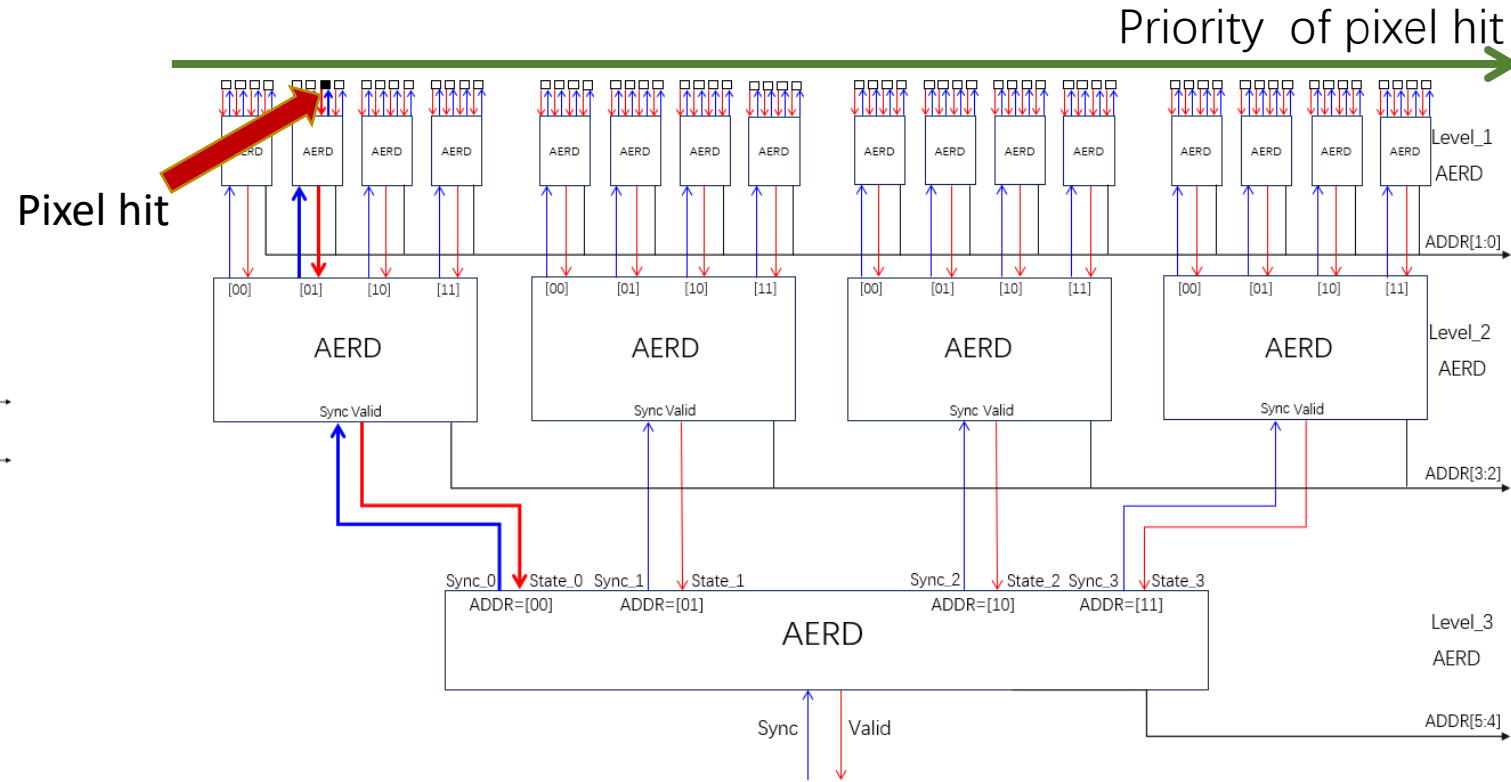 Priority of pixel hit
AERD AERD AERD AERD AERD AERD AERD AERD AERD AERD AERD AERD AERD AERD AERD
Level_1
AERD
Pixel hit
ADDR[1:0]
[00] [01] [10] [11] [00] [01] [10] [11] [00] [01] [10] [11] [00] [01] [10] [11]
AERD AERD AERD AERD
Level_2
AERD
Sync Valid Sync Valid Sync Valid Sync Valid
ADDR[3:2]
Sync_0 State_0 Sync_1 State_1 Sync_2 State_2 Sync_3 State_3
ADDR=[00] ADDR=[01] ADDR=[10] ADDR=[11]
AERD
Level_3
AERD
Sync Valid
ADDR[5:4]